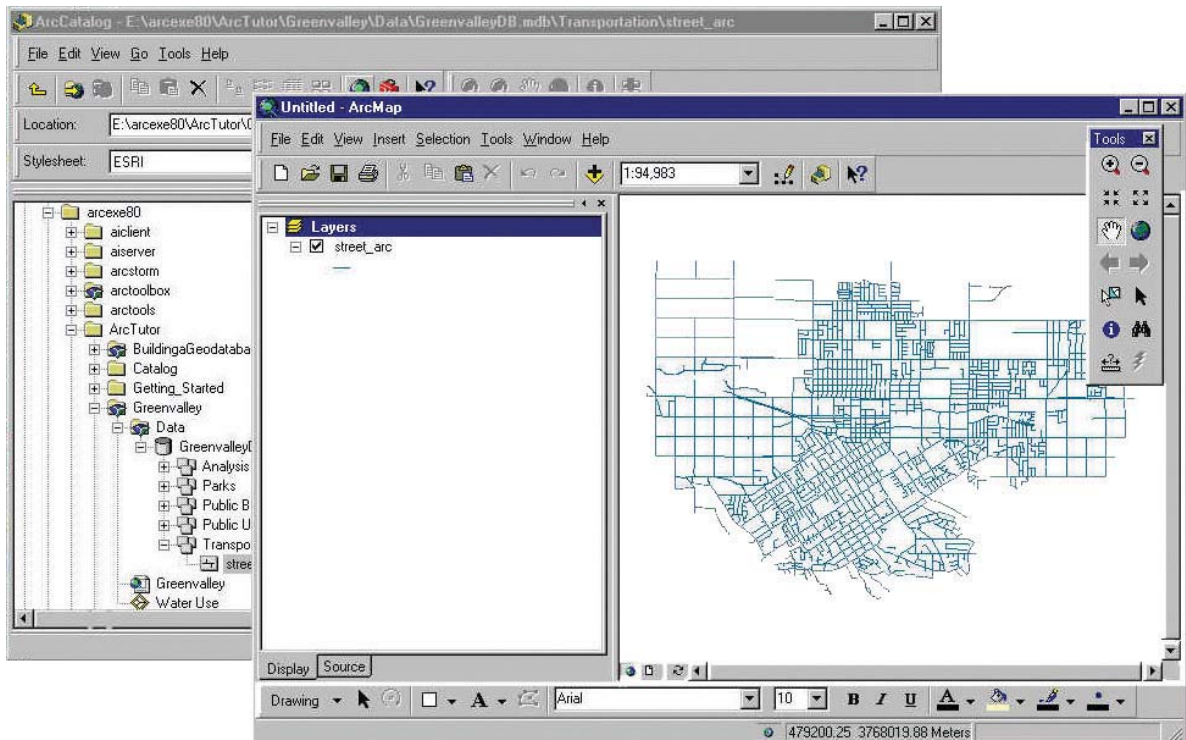 ArcCatalog - E:\arcexe80\ArcTutor\Greenvalley\Data\GreenvalleyDB.mdb\Transportation\street_arc
File Edit View Go Tools Help
Location: E:\arcexe80\ArcTutor\
Stylesheet: ESRI
arcexe80
aiclient
aiserver
arcstorm
arctoolbox
arctools
ArcTutor
BuildingaGeodataba
Catalog
Getting_Started
Greenvalley
Data
Greenvalley
Analysis
Parks
Public B
Public U
Transpo
stree
Greenvalley
Water Use
Untitled - ArcMap
File Edit View Insert Selection Tools Window Help
1:94,983
Layers
street_arc
Display Source
Tools
Drawing A Arial 10 B I U A
479200.25 3768019.88 Meters